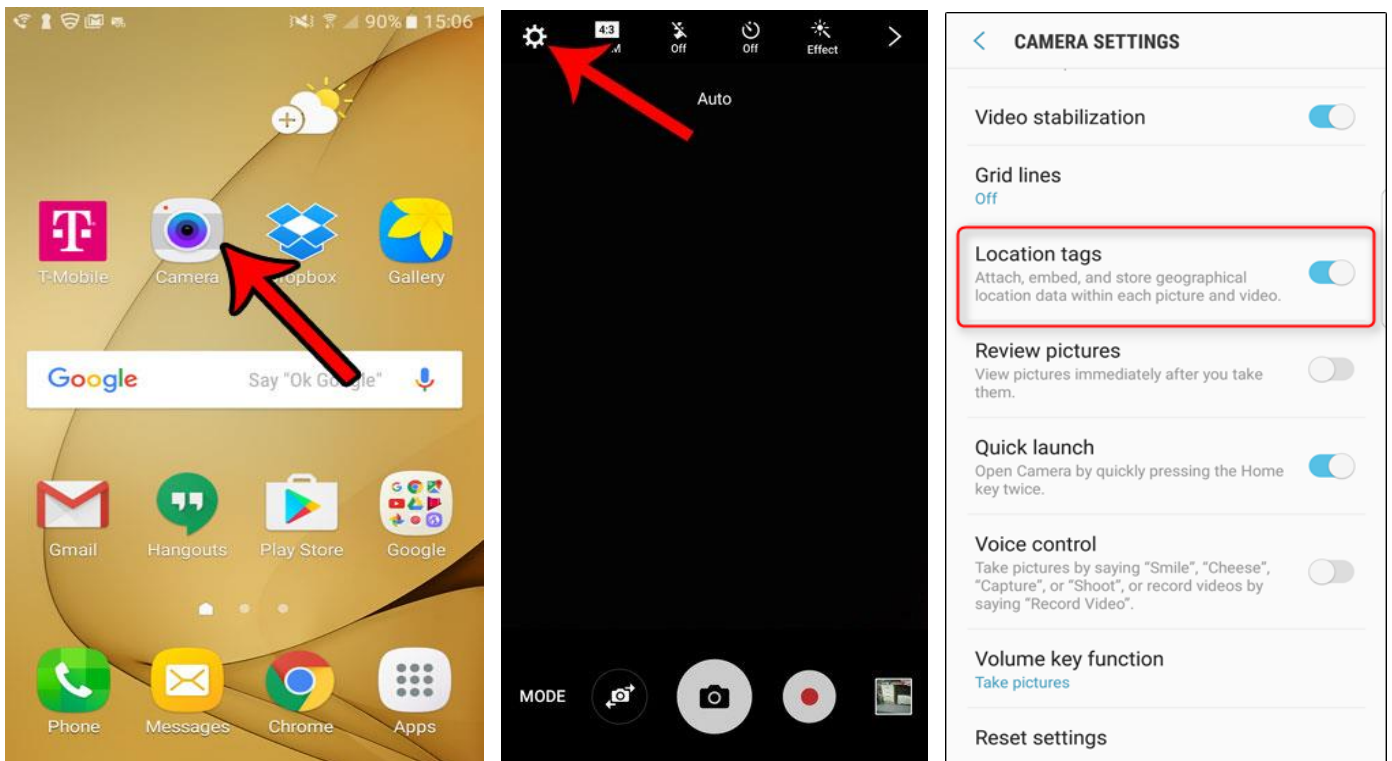 90% 15:06
T
T-Mobile
Camera
opbox
Gallery
Google
Say "Ok Google"
Gmail
Hangouts
Play Store
Google
Phone
Messages
Chrome
Apps
4:3
M
Off
Off
Effect
Auto
MODE
CAMERA SETTINGS
Video stabilization
Grid lines
Off
Location tags
Attach, embed, and store geographical
location data within each picture and video.
Review pictures
View pictures immediately after you take
them.
Quick launch
Open Camera by quickly pressing the Home
key twice.
Voice control
Take pictures by saying “Smile”, “Cheese”,
“Capture”, or “Shoot”, or record videos by
saying “Record Video”.
Volume key function
Take pictures
Reset settings